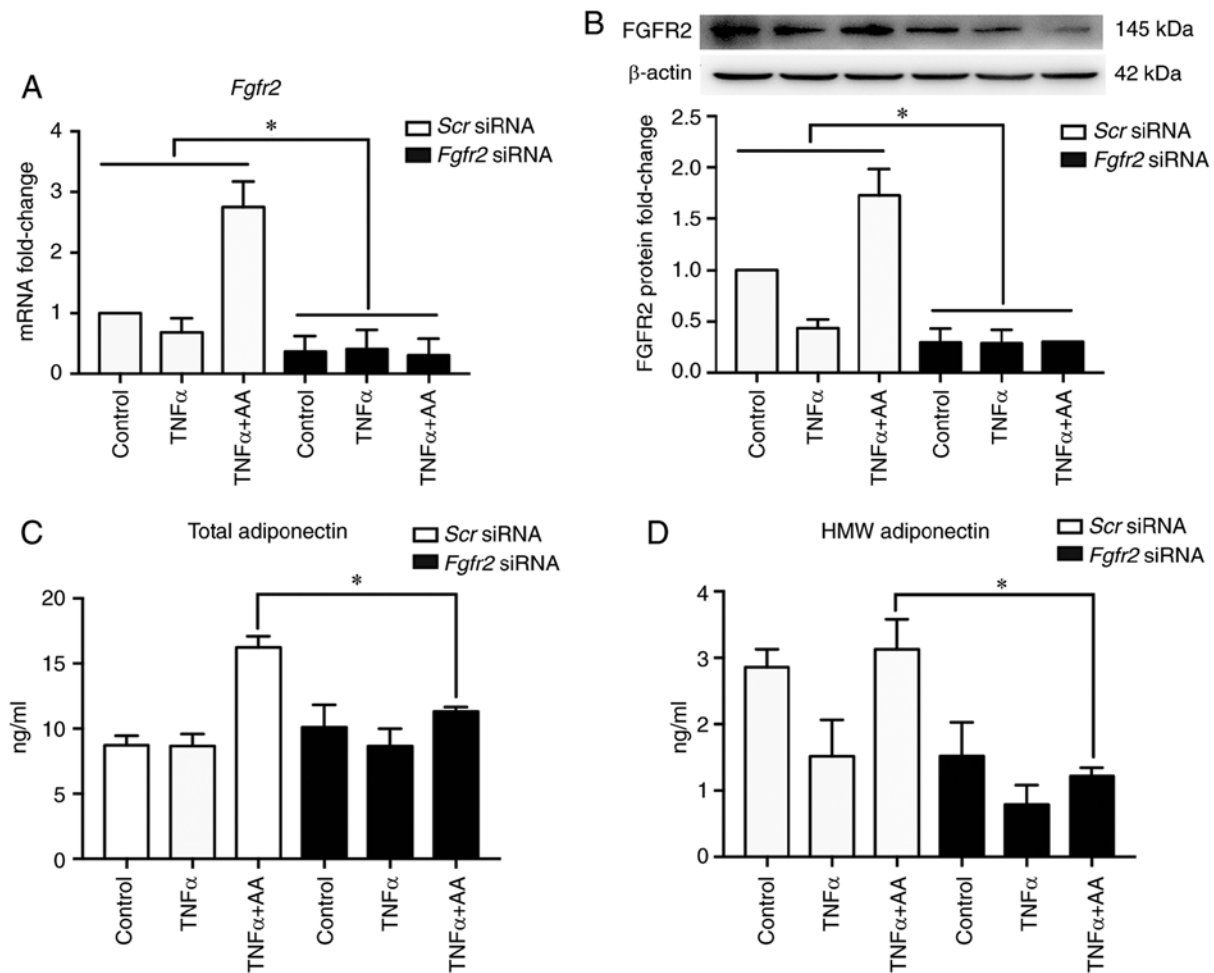 A
Fgfr2
Scr siRNA
Fgfr2 siRNA
*
mRNA fold-change
4
3
2
1
0
Control
TNFα
TNFα+AA
Control
TNFα
TNFα+AA
B
FGFR2
145 kDa
β-actin
42 kDa
Scr siRNA
Fgfr2 siRNA
*
FGFR2 protein fold-change
2.5
2.0
1.5
1.0
0.5
0.0
Control
TNFα
TNFα+AA
Control
TNFα
TNFα+AA
C
Total adiponectin
Scr siRNA
Fgfr2 siRNA
*
ng/ml
20
15
10
5
0
Control
TNFα
TNFα+AA
Control
TNFα
TNFα+AA
D
HMW adiponectin
Scr siRNA
Fgfr2 siRNA
*
ng/ml
4
3
2
1
0
Control
TNFα
TNFα+AA
Control
TNFα
TNFα+AA